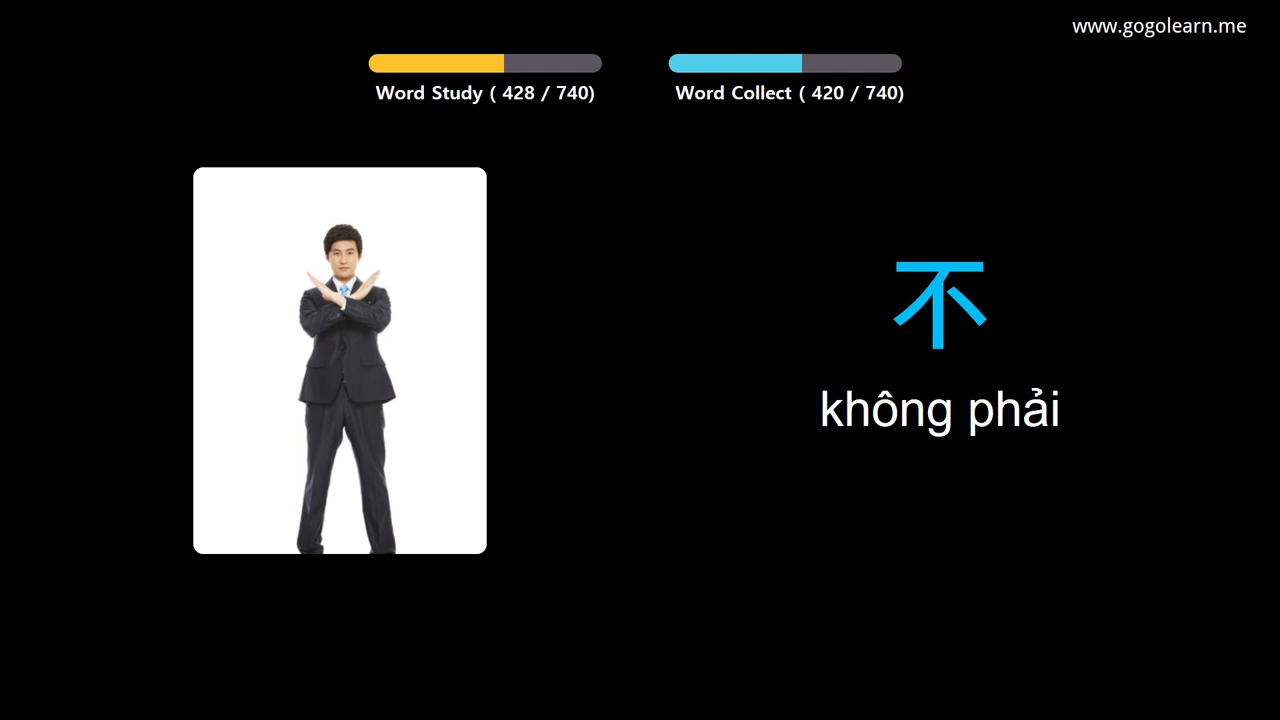 www.gogolearn.me
Word Study ( 428 / 740)
Word Collect ( 420 / 740)
不
không phải